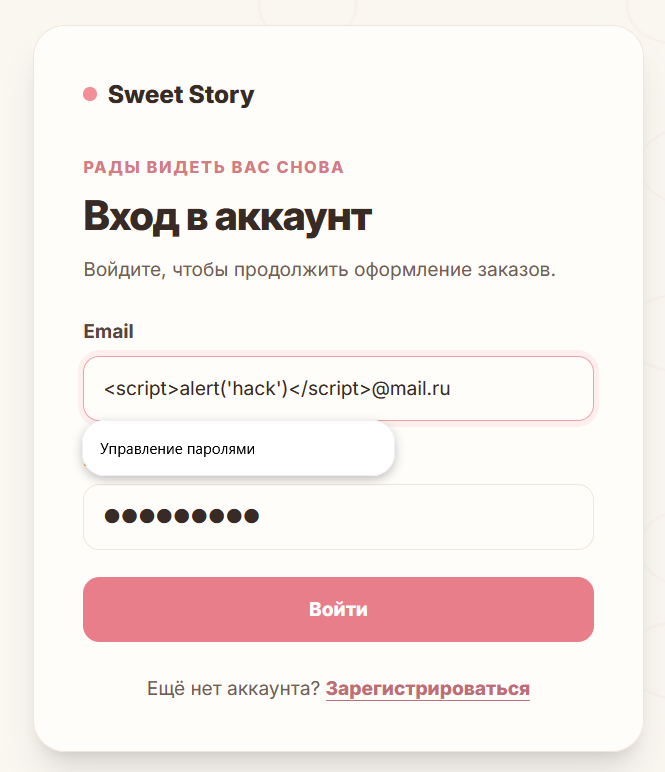 Sweet Story
РАДЫ ВИДЕТЬ ВАС СНОВА
Вход в аккаунт
Войдите, чтобы продолжить оформление заказов.
Email
<script>alert('hack')</script>@mail.ru
Управление паролями
●●●●●●●●●
Войти
Ещё нет аккаунта? Зарегистрироваться